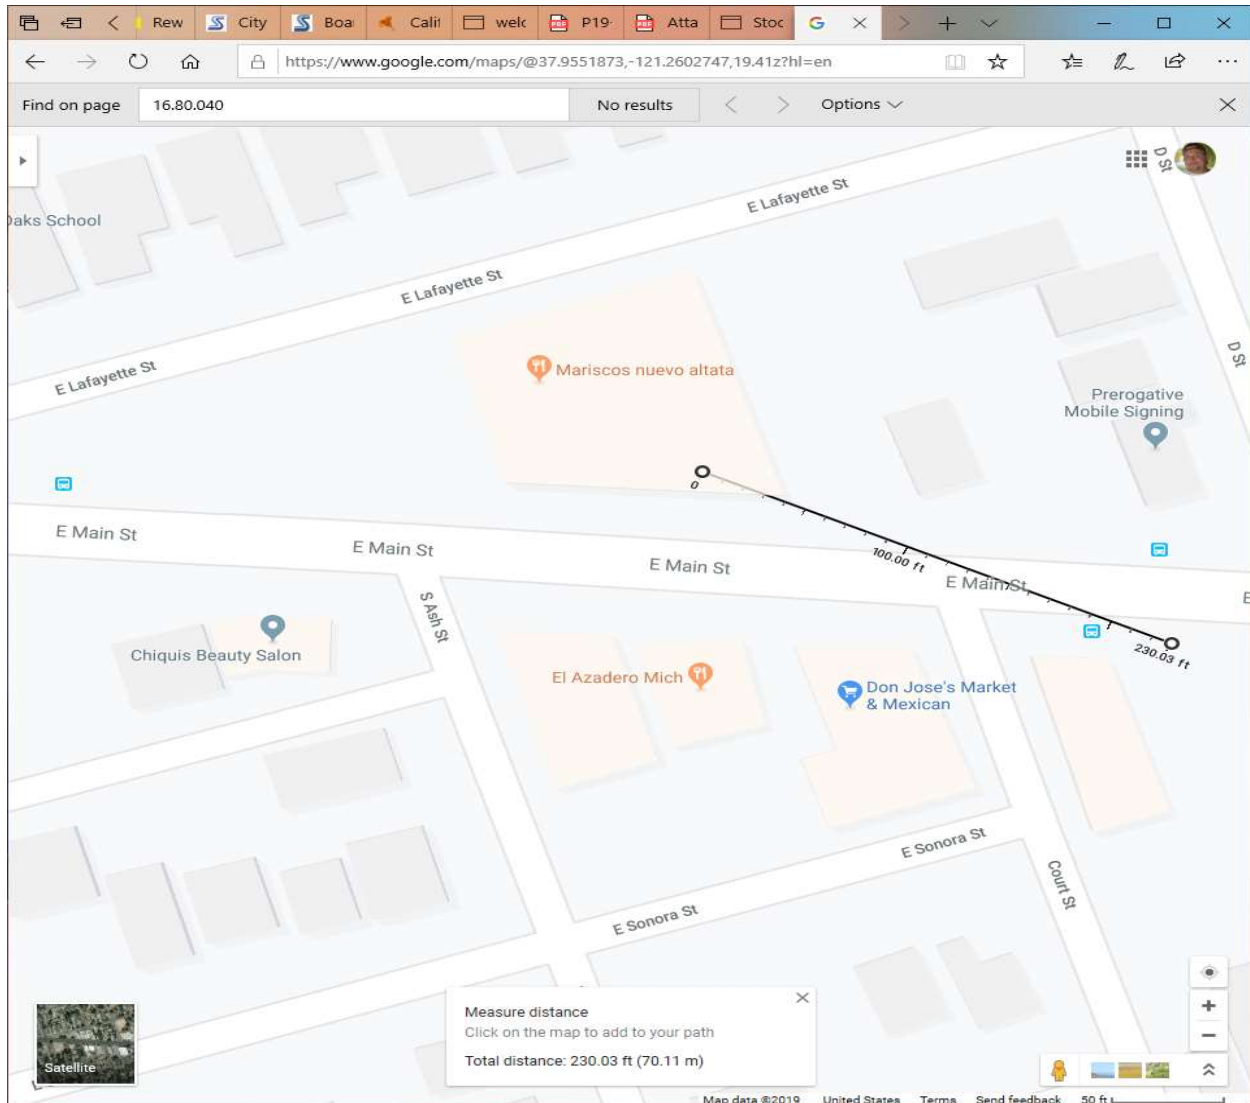 Rew
City
Boa
Calif
welc
P19-
Atta
Stoc
https://www.google.com/maps/@37.9551873,-121.2602747,19.41z?hl=en
Find on page 16.80.040 No results Options
D St
Oaks School
E Lafayette St
E Lafayette St
E Lafayette St
D St
Mariscos nuevo altata
Prerogative
Mobile Signing
0
E Main St
E Main St
E Main St
100.00 ft
E Main St
E
S Ash St
230.03 ft
Chiquis Beauty Salon
El Azadero Mich
Don Jose's Market
& Mexican
E Sonora St
Court St
E Sonora St
Measure distance
Click on the map to add to your path
Total distance: 230.03 ft (70.11 m)
Satellite
Map data ©2019 United States Terms Send feedback 50 ft